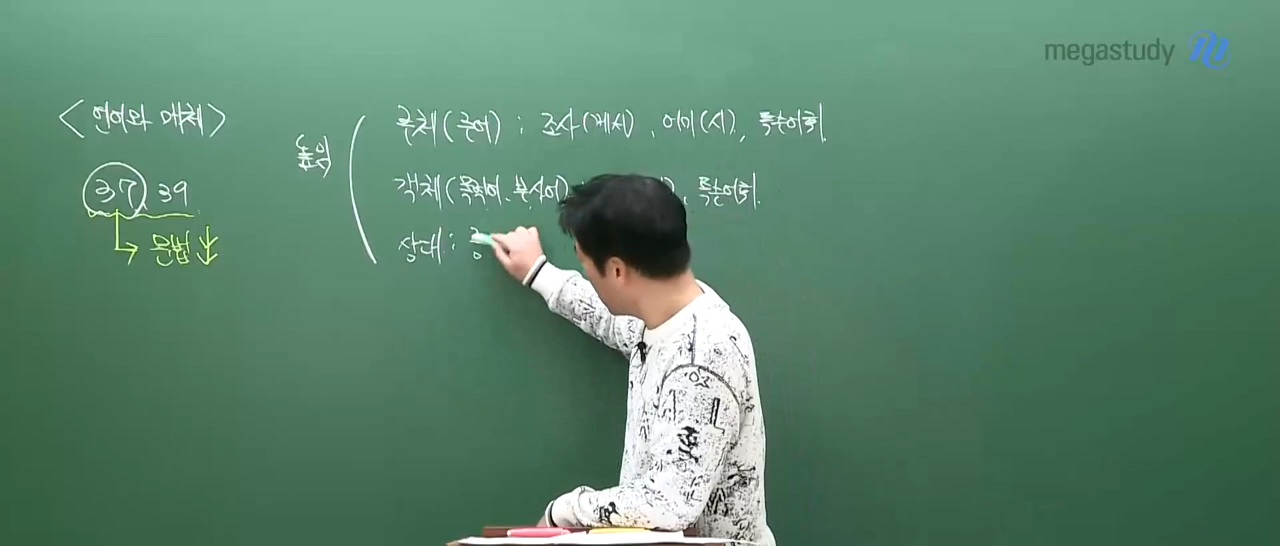 megastudy
<언어와 매체>
37, 39
→ 문법↓
높임
주체(주어) : 조사(께서), 어미(시), 특수어휘
객체(목적어, 부사어) : , 특수어휘
상대 :